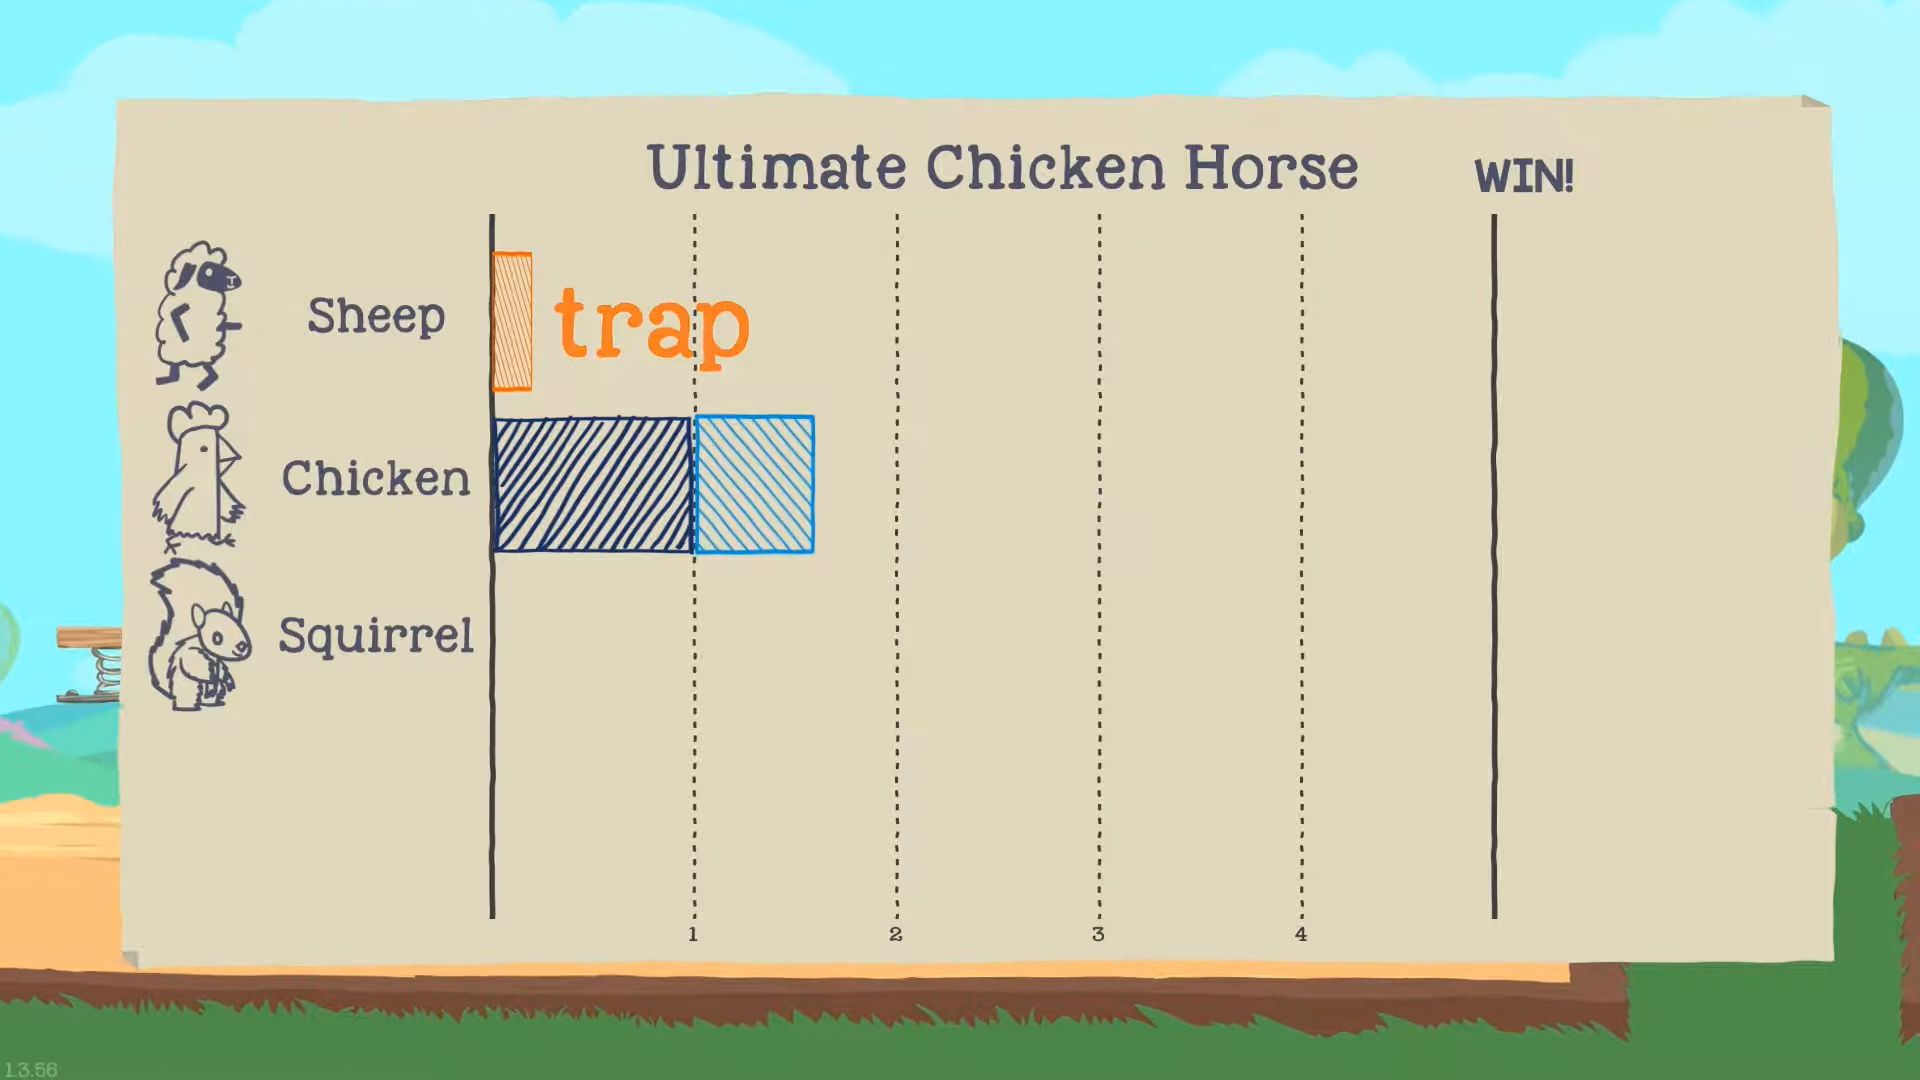 Ultimate Chicken Horse
WIN!
Sheep
trap
Chicken
Squirrel
1 2 3 4
1.3.56